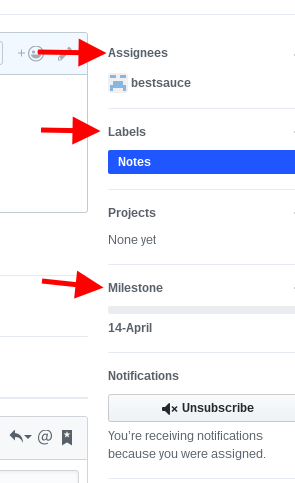 Assignees
bestsauce
Labels
Notes
Projects
None yet
Milestone
14-April
Notifications
Unsubscribe
You're receiving notifications
because you were assigned.